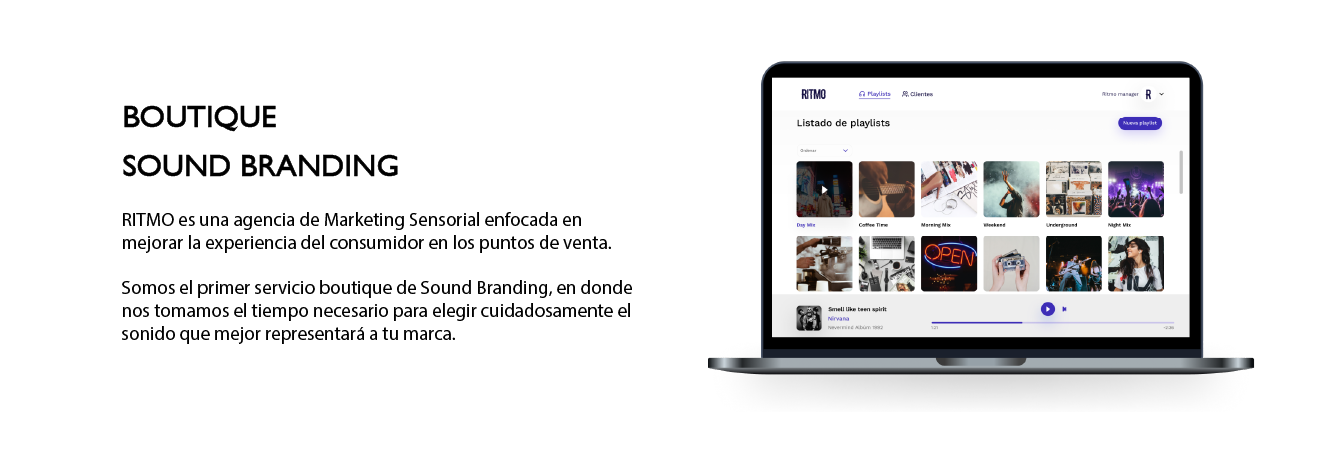 BOUTIQUE
SOUND BRANDING
RITMO es una agencia de Marketing Sensorial enfocada en
mejorar la experiencia del consumidor en los puntos de venta.
Somos el primer servicio boutique de Sound Branding, en donde
nos tomamos el tiempo necesario para elegir cuidadosamente el
sonido que mejor representará a tu marca.
RITMO Playlists Clientes Ritmo manager R
Listado de playlists Nueva playlist
Ordenar
Day Mix Coffee Time Morning Mix Weekend Underground Night Mix
OPEN
Smell like teen spirit
Nirvana
Nevermind Album 1992